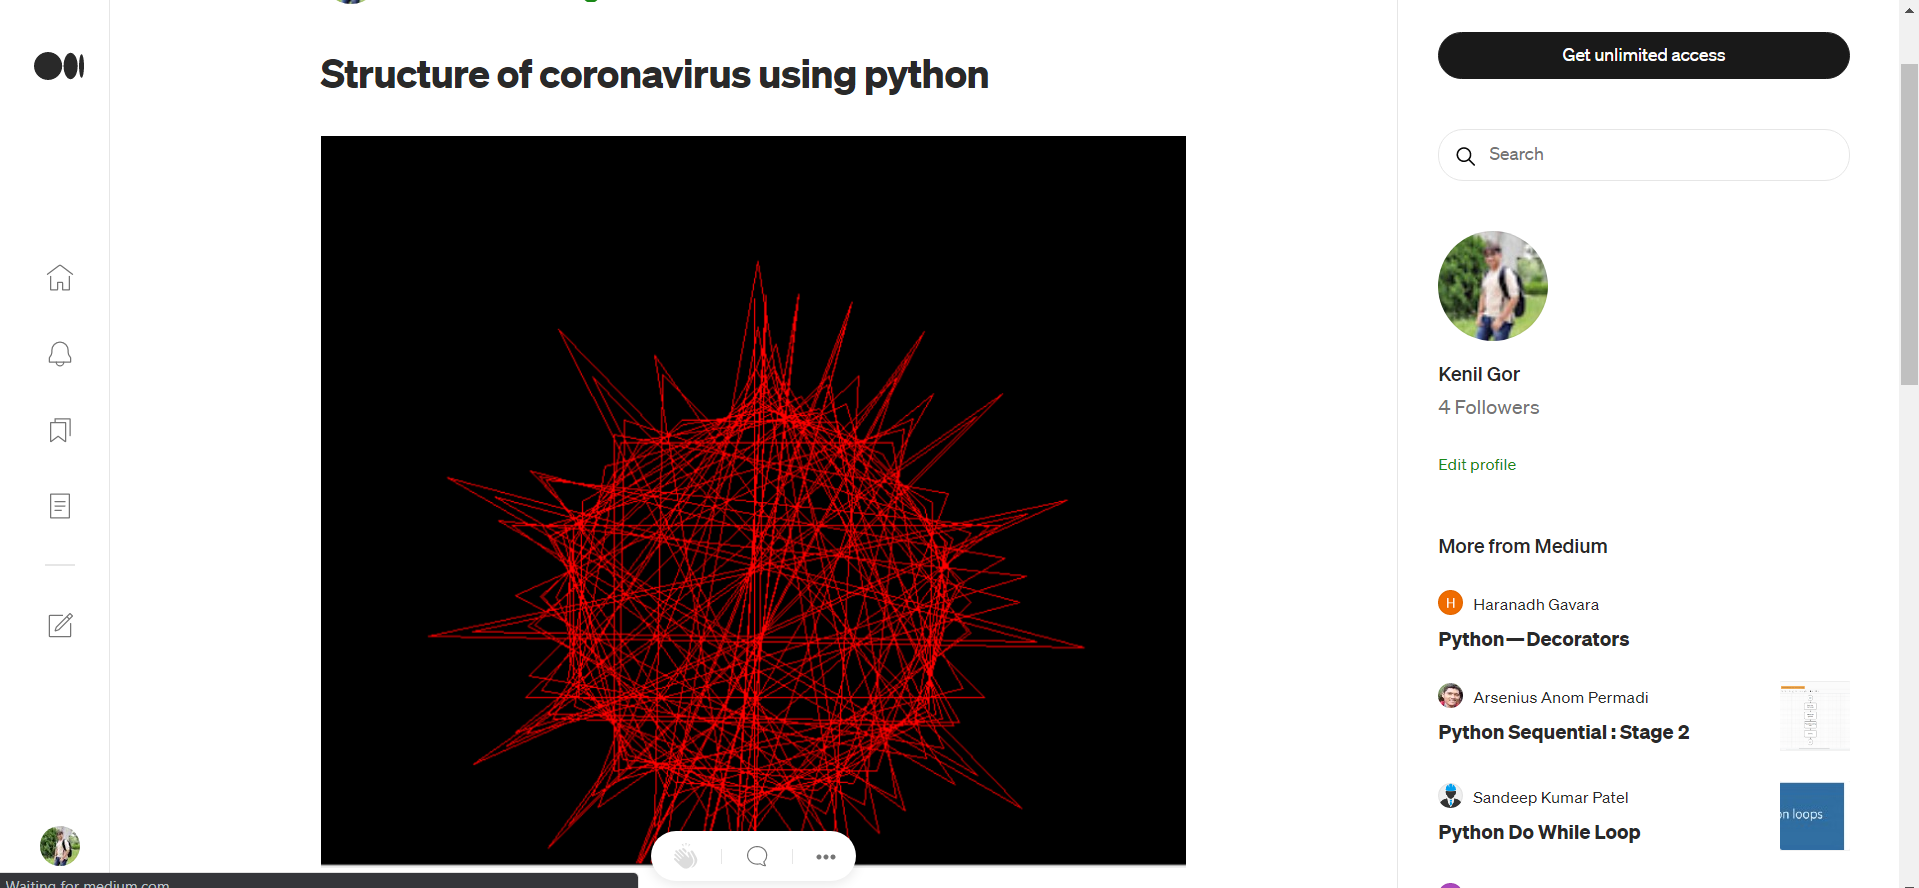 Structure of coronavirus using python
Get unlimited access
Search
Kenil Gor
4 Followers
Edit profile
More from Medium
H
Haranadh Gavara
Python — Decorators
Arsenius Anom Permadi
Python Sequential : Stage 2
Sandeep Kumar Patel
Python Do While Loop
on loops
Waiting for medium.com